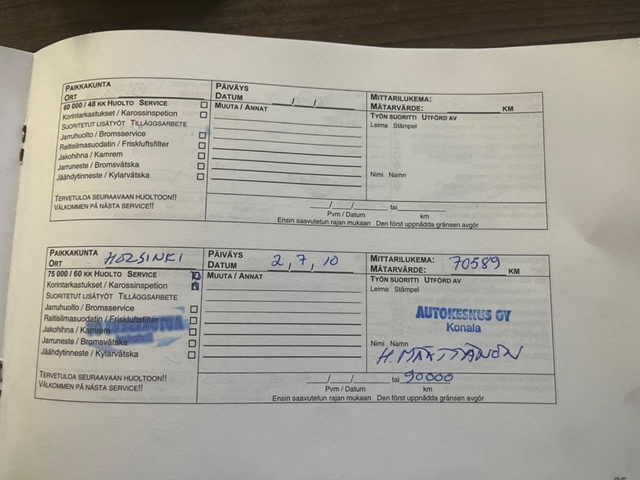 PAIKKAKUNTA
ORT
PÄIVÄYS
DATUM
MITTARILUKEMA:
MÄTARVÄRDE: KM
60 000 / 48 KK HUOLTO SERVICE
Korintarkastukset / Karossinspetion
SUORITETUT LISÄTYÖT TILLÄGGSARBETE
Jarruhuolto / Bromsservice
Raitisilmasuodatin / Friskluftsfilter
Jakohihna / Kamrem
Jarruneste / Bromsvätska
Jäähdytinneste / Kylarvätska
TERVETULOA SEURAAVAAN HUOLTOON!!
VÄLKOMMEN PÅ NÄSTA SERVICE!!
MUUTA / ANNAT
TYÖN SUORITTI UTFÖRD AV
Leima Stämpel
Nimi Namn
/ / tai
Pvm / Datum km
Ensin saavutetun rajan mukaan Den först uppnådda gränsen avgör
PAIKKAKUNTA
ORT HELSINKI
PÄIVÄYS
DATUM 2, 7, 10
MITTARILUKEMA:
MÄTARVÄRDE: 70589 KM
75 000 / 60 KK HUOLTO SERVICE
Korintarkastukset / Karossinspetion
SUORITETUT LISÄTYÖT TILLÄGGSARBETE
Jarruhuolto / Bromsservice
Raitisilmasuodatin / Friskluftsfilter
Jakohihna / Kamrem
Jarruneste / Bromsvätska
Jäähdytinneste / Kylarvätska
TERVETULOA SEURAAVAAN HUOLTOON!!
VÄLKOMMEN PÅ NÄSTA SERVICE!!
MUUTA / ANNAT
TYÖN SUORITTI UTFÖRD AV
Leima Stämpel
AUTOKESKUS OY
Konala
Nimi Namn
H. MÄÄTTÄNEN
/ / tai 90000
Pvm / Datum km
Ensin saavutetun rajan mukaan Den först uppnådda gränsen avgör